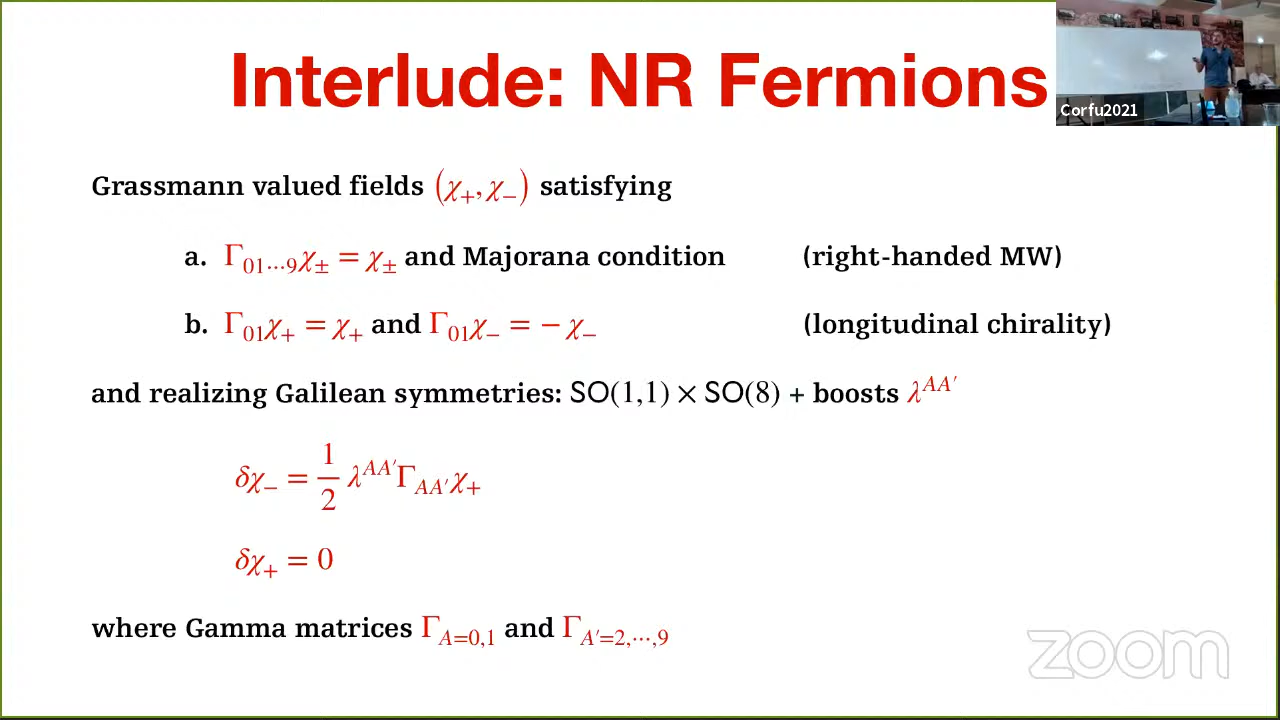 Interlude: NR Fermions
Corfu2021
Grassmann valued fields (χ₊, χ₋) satisfying
a. Γ₀₁⋯₉χ± = χ± and Majorana condition (right-handed MW)
b. Γ₀₁χ₊ = χ₊ and Γ₀₁χ₋ = − χ₋ (longitudinal chirality)
and realizing Galilean symmetries: SO(1,1) × SO(8) + boosts λ^{AA′}
δχ₋ = 1/2 λ^{AA′}Γ_{AA′}χ₊
δχ₊ = 0
where Gamma matrices Γ_{A=0,1} and Γ_{A′=2,⋯,9}
zoom